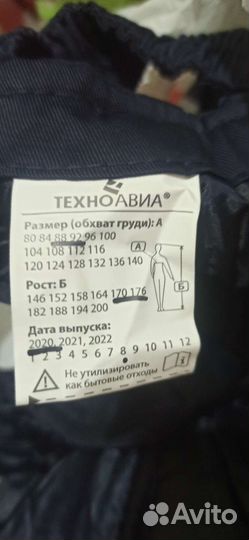 ТЕХНОАВИА®
Размер (обхват груди): А
80 84 88 92 96 100
104 108 112 116
120 124 128 132 136 140
А
Рост: Б
146 152 158 164 170 176
182 188 194 200
Б
Дата выпуска:
2020, 2021, 2022
1 2 3 4 5 6 7 8 9 10 11 12
Не утилизировать
как бытовые отходы
Avito